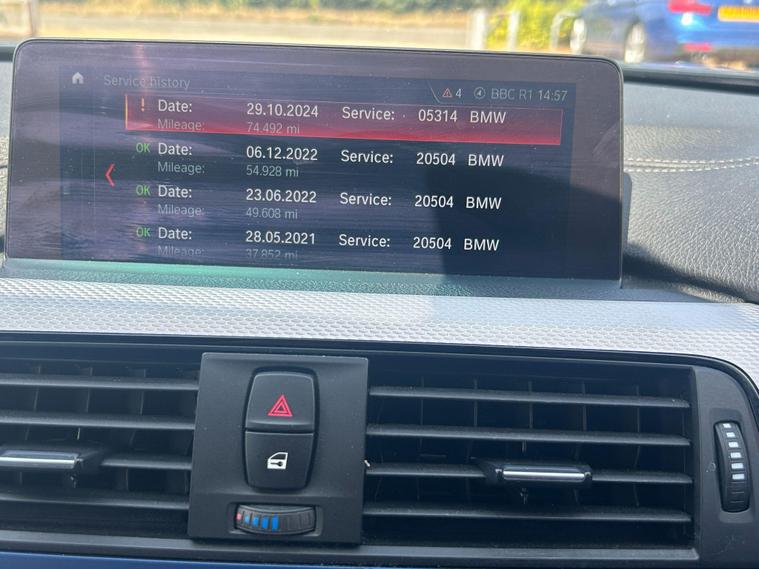 Service history
4 BBC R1 14:57
! Date: 29.10.2024 Service: 05314 BMW
Mileage: 74.492 mi
OK Date: 06.12.2022 Service: 20504 BMW
Mileage: 54.928 mi
OK Date: 23.06.2022 Service: 20504 BMW
Mileage: 49.608 mi
OK Date: 28.05.2021 Service: 20504 BMW
Mileage: 37.852 mi